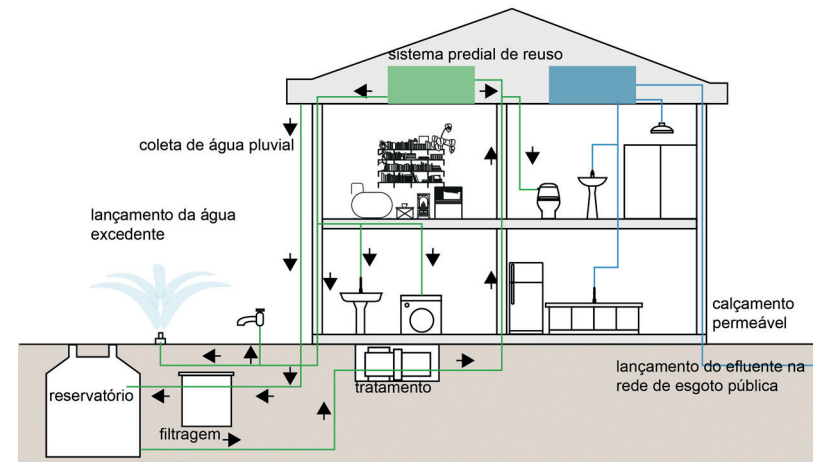 sistema predial de reuso
coleta de água pluvial
lançamento da água
excedente
calçamento
permeável
lançamento do efluente na
rede de esgoto pública
reservatório
tratamento
filtragem